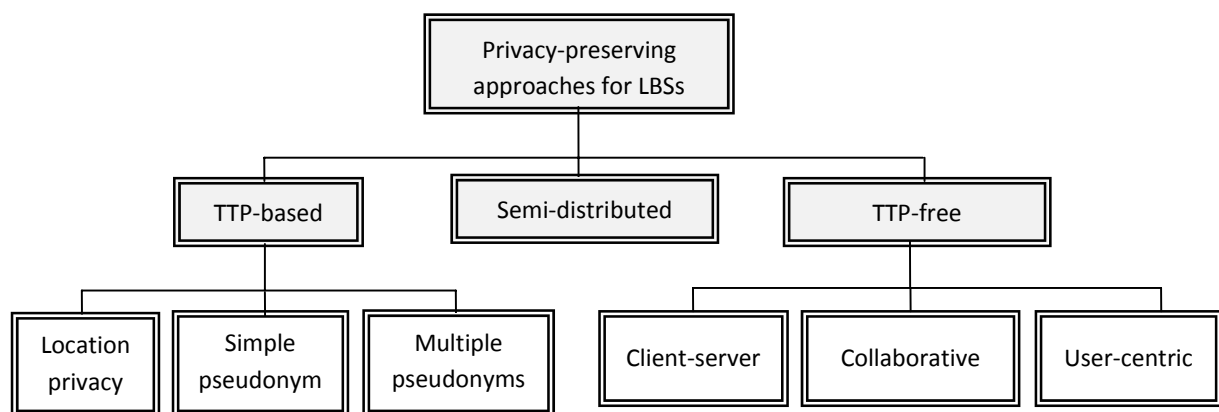 Privacy-preserving
approaches for LBSs
TTP-based
Semi-distributed
TTP-free
Location
privacy
Simple
pseudonym
Multiple
pseudonyms
Client-server
Collaborative
User-centric